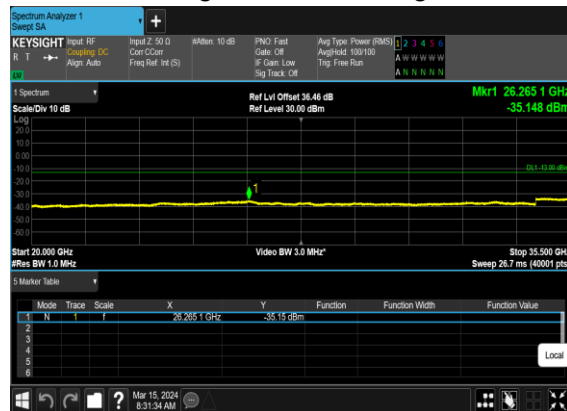 Spectrum Analyzer 1
Swept SA
KEYSIGHT Input: RF Input Z: 50 Ω #Atten: 10 dB PNO: Fast Avg Type: Power (RMS) 1 2 3 4 5 6
R T Coupling: DC Corr CCorr Gate: Off Avg|Hold: 100/100 A W W W W W
Align: Auto Freq Ref: Int (S) IF Gain: Low Trig: Free Run
LXI Sig Track: Off A N N N N N
1 Spectrum
Ref Lvl Offset 36.46 dB Mkr1 26.265 1 GHz
Scale/Div 10 dB Ref Level 30.00 dBm -35.148 dBm
Log
20.0
10.0
0.00
-10.0 DL1 -13.00 dBm
-20.0
-30.0 1
-40.0
-50.0
-60.0
Start 20.000 GHz Video BW 3.0 MHz* Stop 35.500 GHz
#Res BW 1.0 MHz Sweep 26.7 ms (40001 pts)
5 Marker Table
Mode Trace Scale X Y Function Function Width Function Value
1 N 1 f 26.265 1 GHz -35.15 dBm
2
3
4
5
6
Local
? Mar 15, 2024
8:31:34 AM